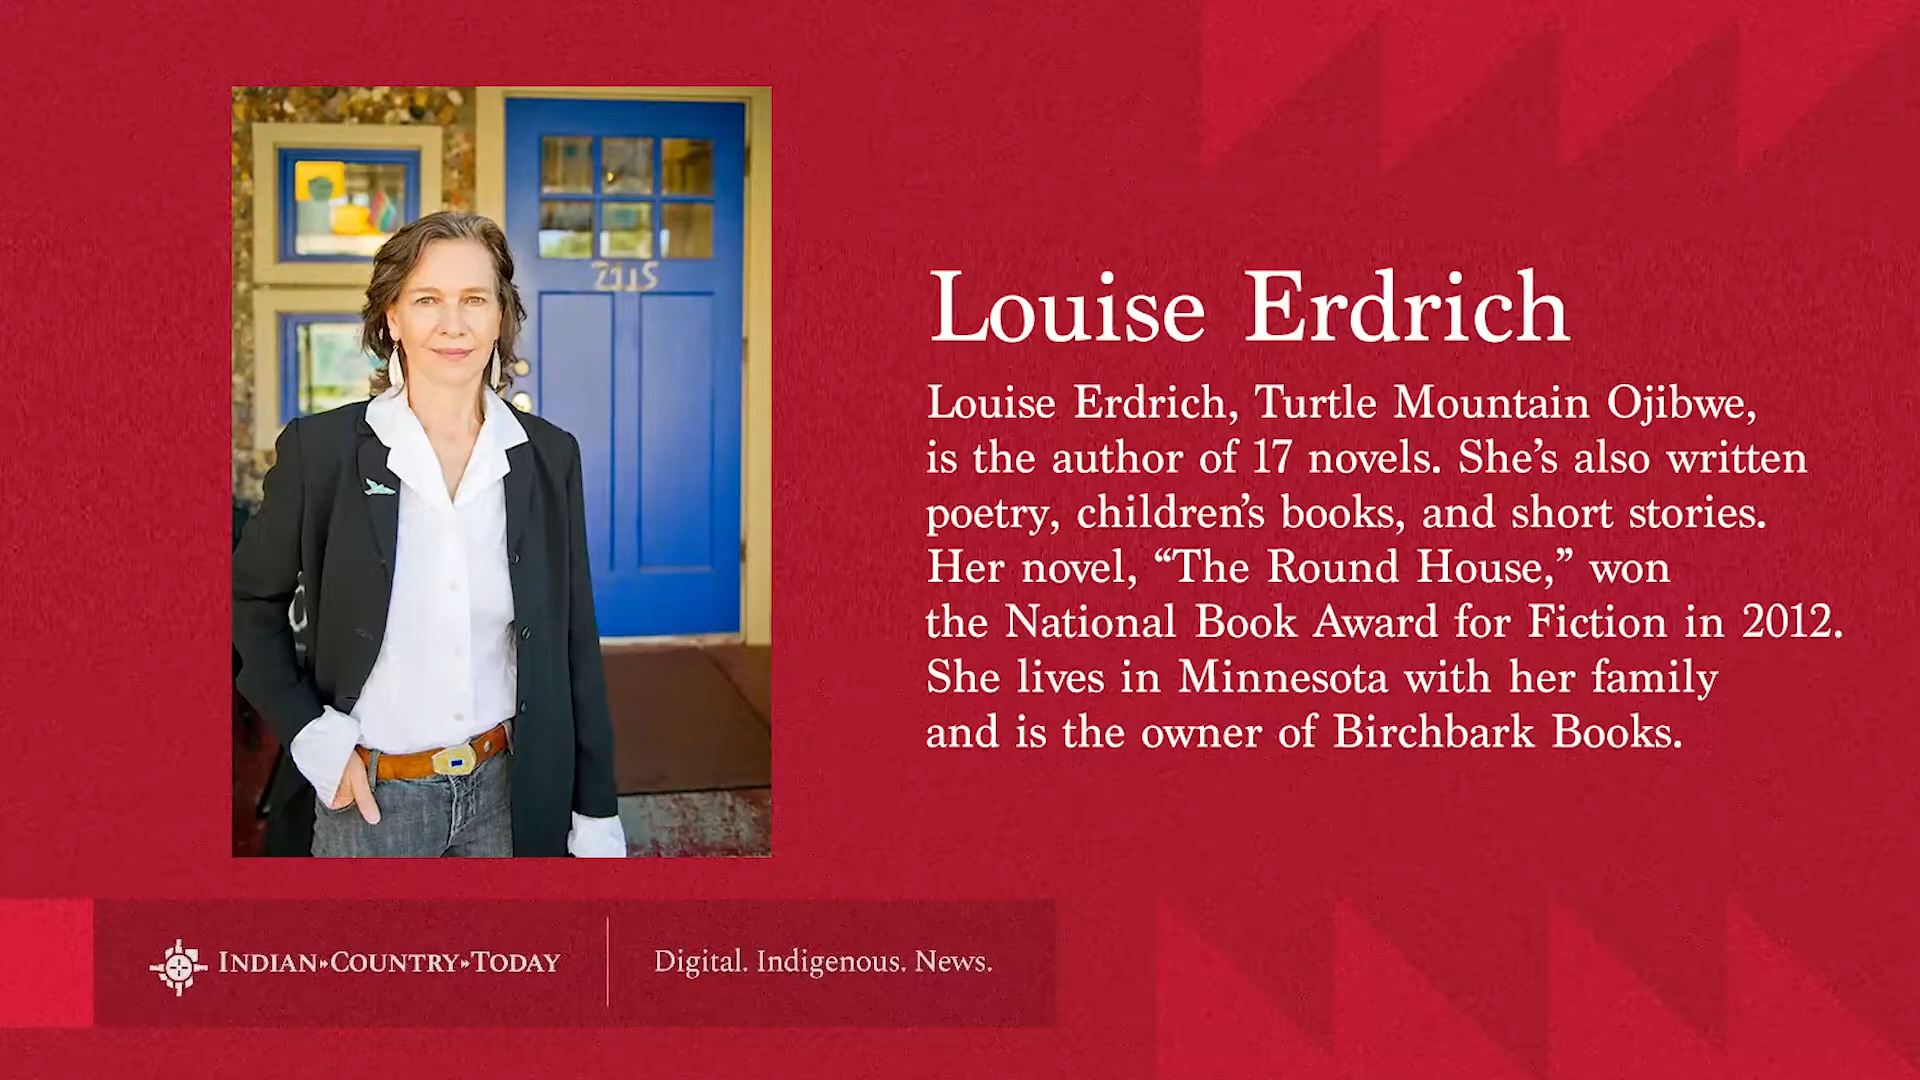 2115
Louise Erdrich
Louise Erdrich, Turtle Mountain Ojibwe,
is the author of 17 novels. She’s also written
poetry, children’s books, and short stories.
Her novel, “The Round House,” won
the National Book Award for Fiction in 2012.
She lives in Minnesota with her family
and is the owner of Birchbark Books.
INDIAN▸COUNTRY▸TODAY
Digital. Indigenous. News.